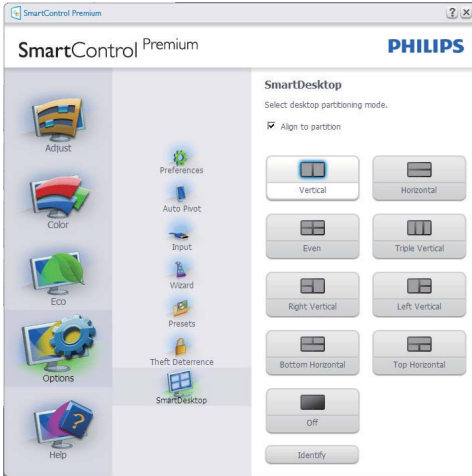 SmartControl Premium
SmartControl Premium
PHILIPS
Adjust
Color
Eco
Options
Help
Preferences
Auto Pivot
Input
Wizard
Presets
Theft Deterrence
SmartDesktop
SmartDesktop
Select desktop partitioning mode.
Align to partition
Vertical
Horizontal
Even
Triple Vertical
Right Vertical
Left Vertical
Bottom Horizontal
Top Horizontal
Off
Identify